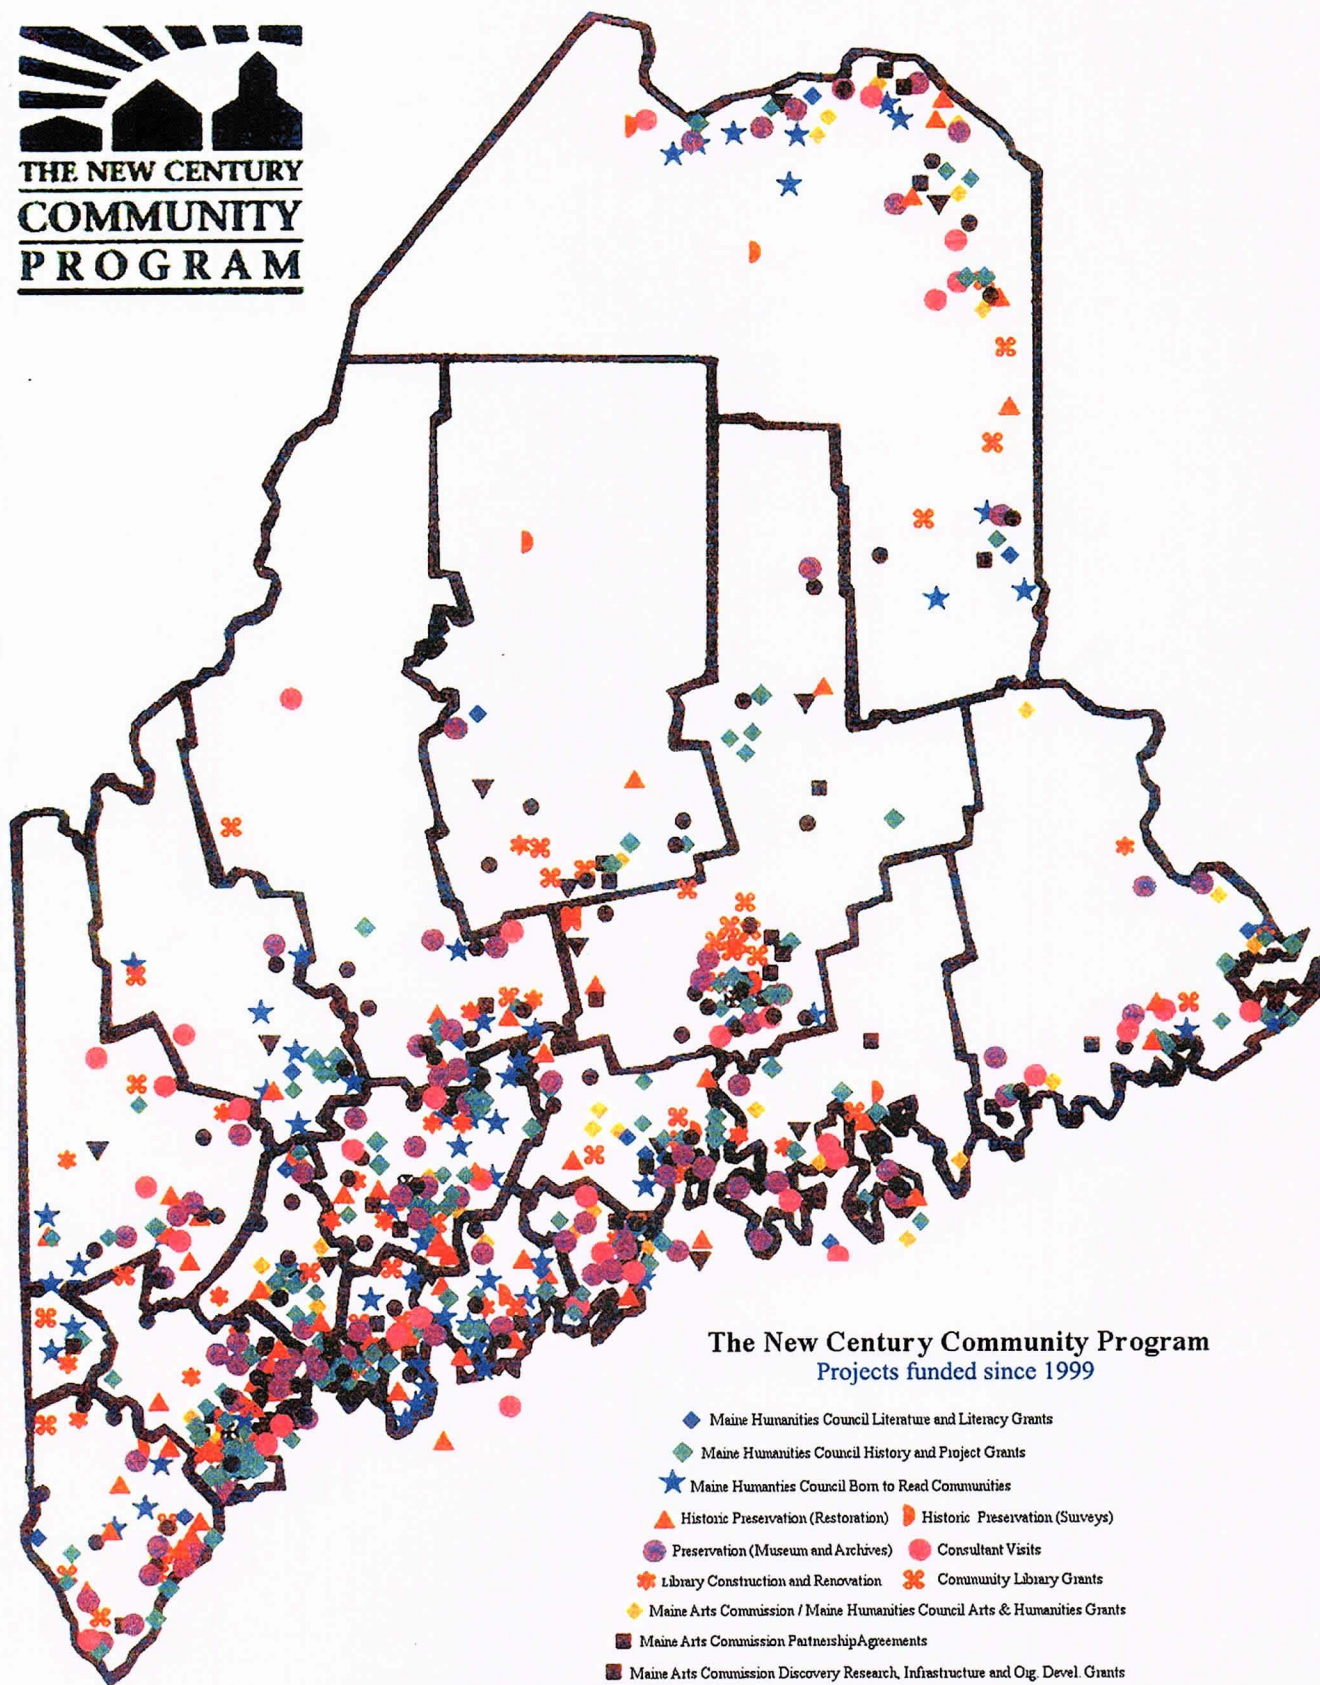 THE NEW CENTURY
COMMUNITY
PROGRAM
The New Century Community Program
Projects funded since 1999
Maine Humanities Council Literature and Literacy Grants
Maine Humanities Council History and Project Grants
Maine Humanties Council Born to Read Communities
Historic Preservation (Restoration) Historic Preservation (Surveys)
Preservation (Museum and Archives) Consultant Visits
Library Construction and Renovation Community Library Grants
Maine Arts Commission / Maine Humanities Council Arts & Humanities Grants
Maine Arts Commission Partnership Agreements
Maine Arts Commission Discovery Research, Infrastructure and Org. Devel. Grants